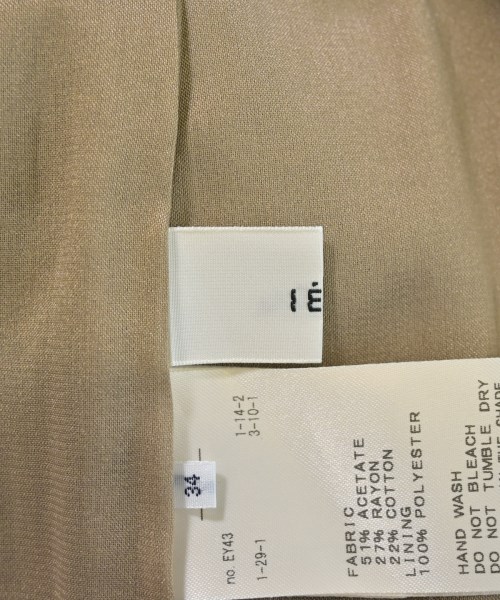 m
m.
34
no. EY43
1-29-1
1-14-2
3-10-1
FABRIC
51% ACETATE
27% RAYON
22% COTTON
LINING
100% POLYESTER
HAND WASH
DO NOT BLEACH
DO NOT TUMBLE DRY